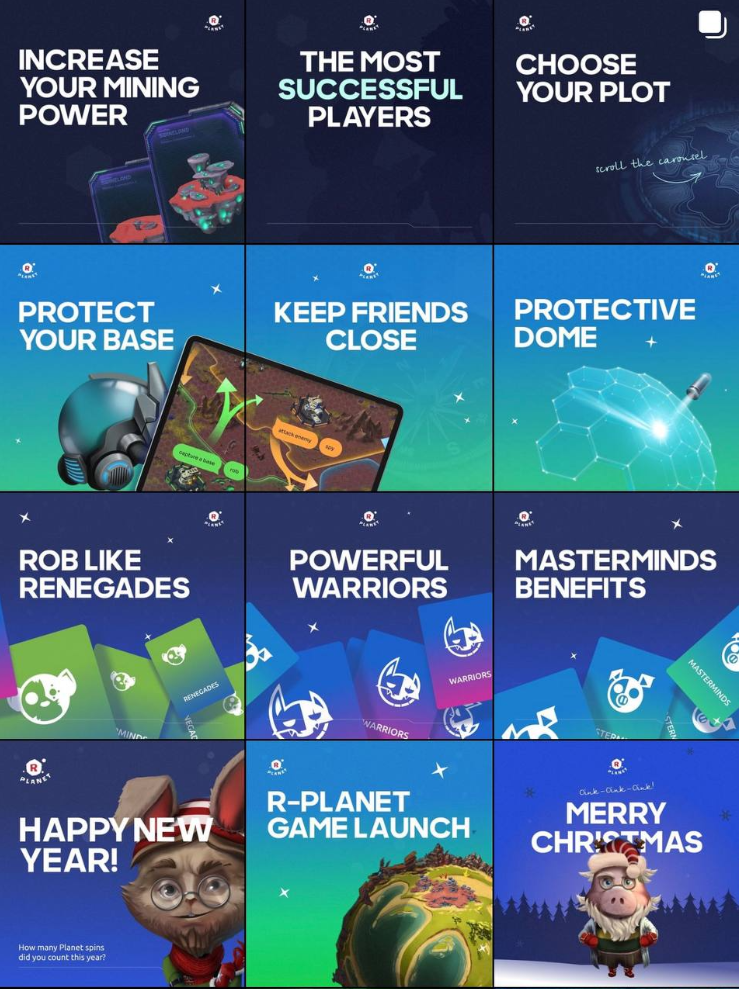 R
PLANET
INCREASE
YOUR MINING
POWER
R
PLANET
THE MOST
SUCCESSFUL
PLAYERS
R
PLANET
CHOOSE
YOUR PLOT
scroll the carousel
R
PLANET
PROTECT
YOUR BASE
capture a base
rob
R
PLANET
KEEP FRIENDS
CLOSE
attack enemy
spy
R
PLANET
PROTECTIVE
DOME
R
PLANET
ROB LIKE
RENEGADES
RENEGADES
R
PLANET
POWERFUL
WARRIORS
WARRIORS
WARRIORS
R
PLANET
MASTERMINDS
BENEFITS
MASTERMINDS
R
PLANET
HAPPY NEW
YEAR!
How many Planet spins
did you count this year?
R
PLANET
R-PLANET
GAME LAUNCH
R
PLANET
Oink-Oink-Oink!
MERRY
CHRISTMAS